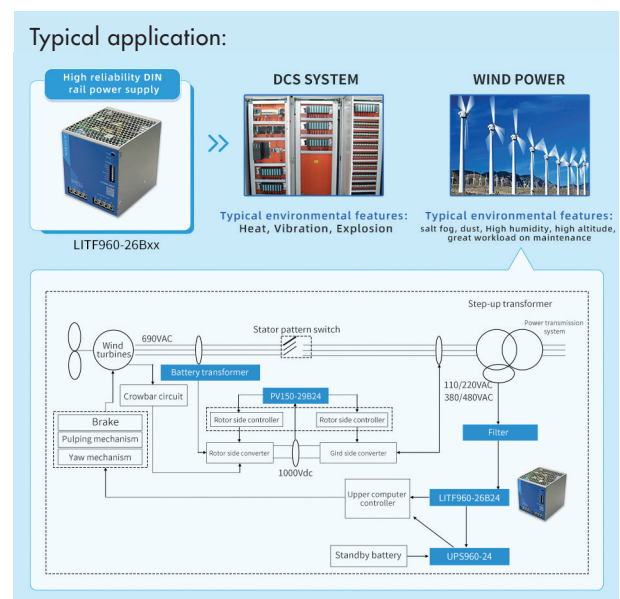 Typical application:
High reliability DIN
rail power supply
LITF960-26Bxx
DCS SYSTEM
Typical environmental features:
Heat, Vibration, Explosion
WIND POWER
Typical environmental features:
salt fog, dust, High humidity, high altitude,
great workload on maintenance
Step-up transformer
Power transmission
system
Stator pattern switch
690VAC
Wind
turbines
Battery transformer
110/220VAC
380/480VAC
Crowbar circuit
PV150-29B24
Brake
Pulping mechanism
Yaw mechanism
Rotor side controller
Rotor side controller
Filter
Rotor side converter
Gird side converter
1000Vdc
Upper computer
controller
LITF960-26B24
Standby battery
UPS960-24